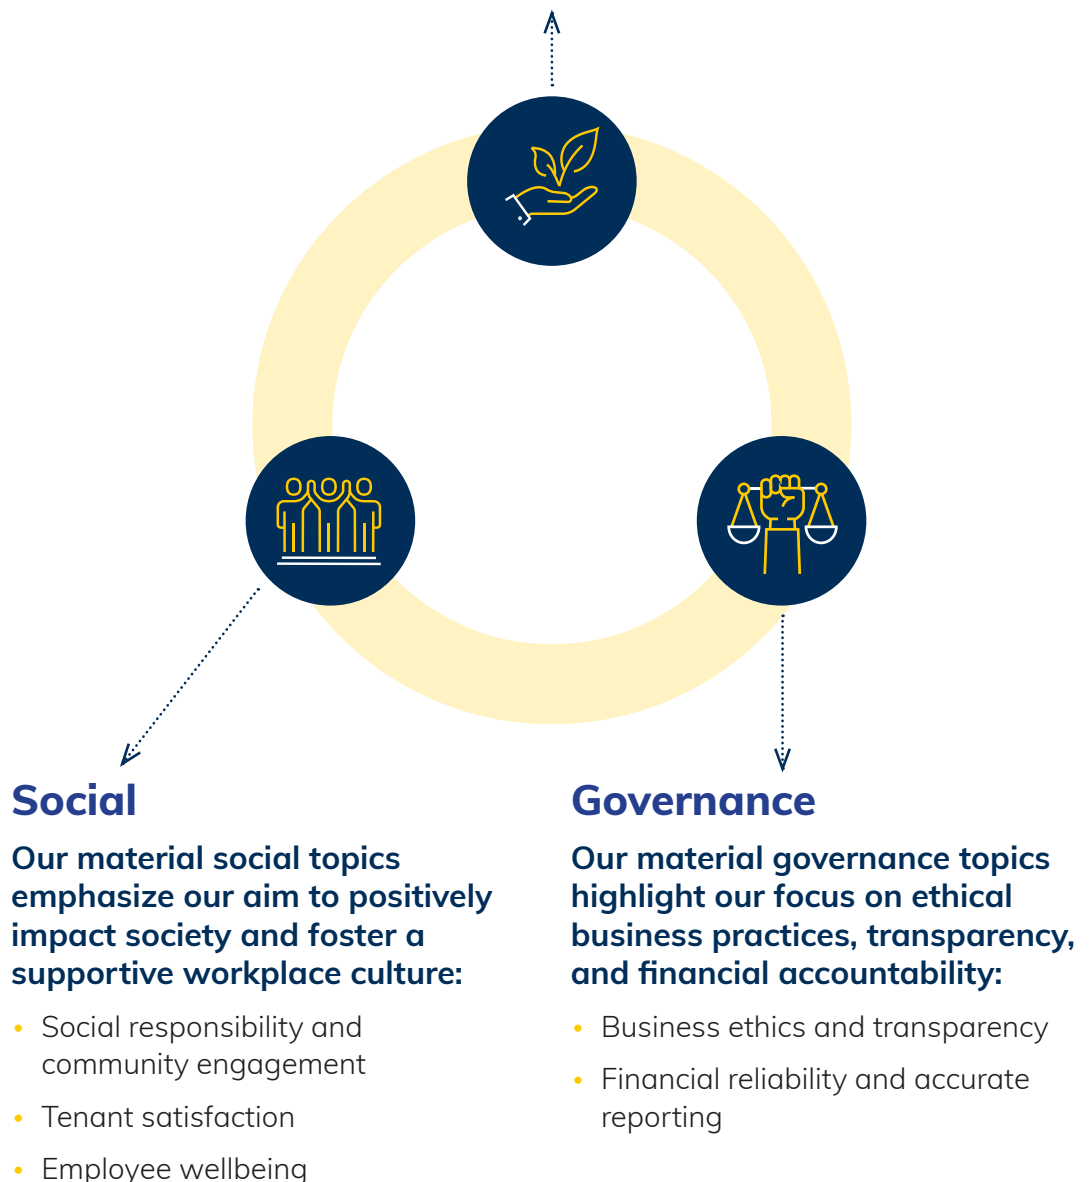 Social
Our material social topics
emphasize our aim to positively
impact society and foster a
supportive workplace culture:
• Social responsibility and
community engagement
• Tenant satisfaction
• Employee wellbeing
Governance
Our material governance topics
highlight our focus on ethical
business practices, transparency,
and financial accountability:
• Business ethics and transparency
• Financial reliability and accurate
reporting